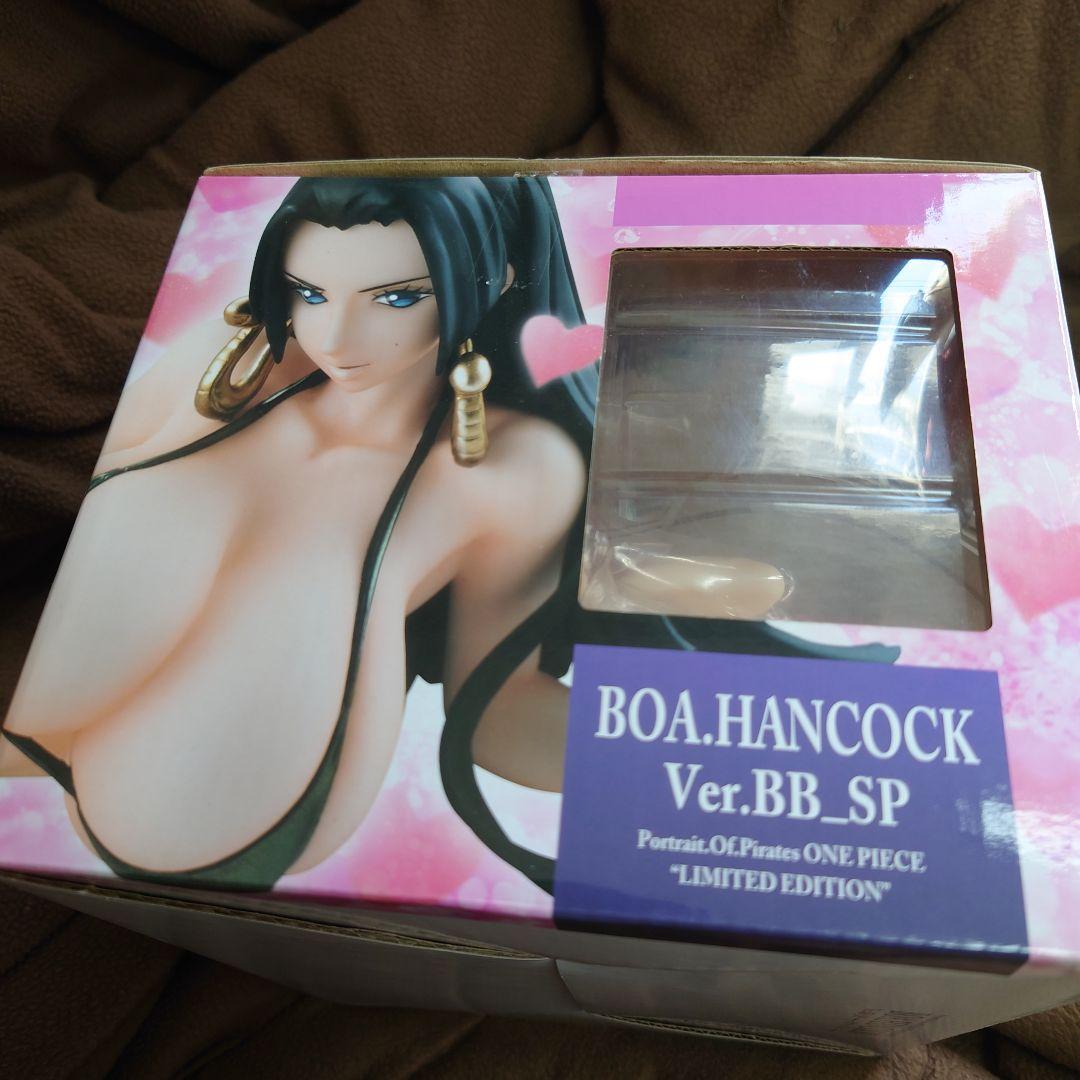 BOA.HANCOCK
Ver.BB_SP
Portrait.Of.Pirates ONE PIECE
“LIMITED EDITION”